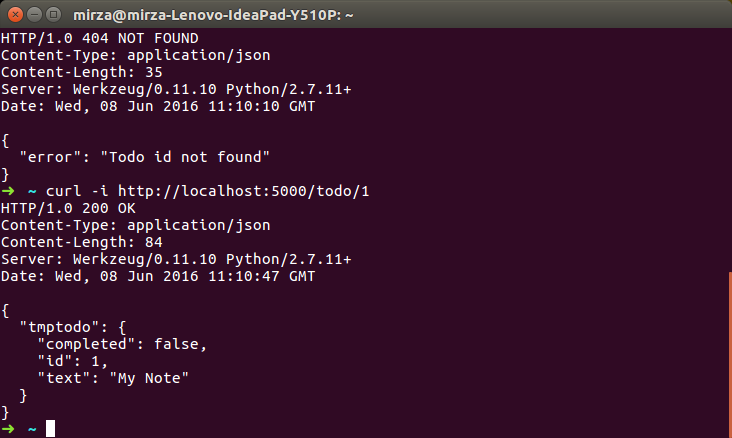 mirza@mirza-Lenovo-IdeaPad-Y510P: ~
HTTP/1.0 404 NOT FOUND
Content-Type: application/json
Content-Length: 35
Server: Werkzeug/0.11.10 Python/2.7.11+
Date: Wed, 08 Jun 2016 11:10:10 GMT

{
  "error": "Todo id not found"
}
➜  ~ curl -i http://localhost:5000/todo/1
HTTP/1.0 200 OK
Content-Type: application/json
Content-Length: 84
Server: Werkzeug/0.11.10 Python/2.7.11+
Date: Wed, 08 Jun 2016 11:10:47 GMT

{
  "tmptodo": {
    "completed": false,
    "id": 1,
    "text": "My Note"
  }
}
➜  ~